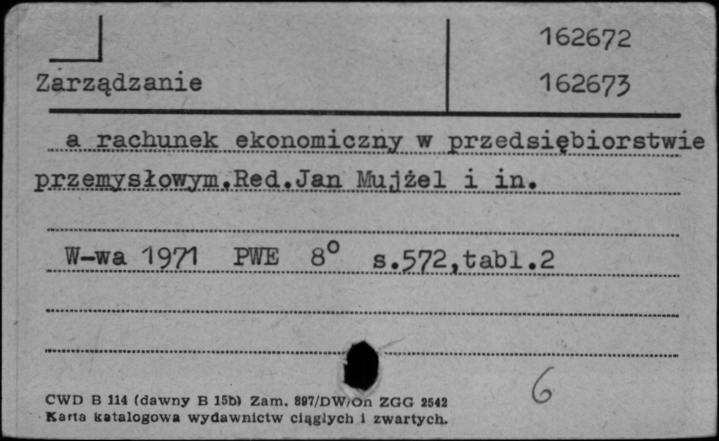 162672
Zarządzanie 162673
a rachunek ekonomiczny w przedsiębiorstwie
przemysłowym.Red.Jan Mujżel i in.
W-wa 1971 PWE 8⁰ s.572,tabl.2
6
CWD B 114 (dawny B 15b) Zam. 897/DW/On ZGG 2542
Karta katalogowa wydawnictw ciągłych i zwartych.